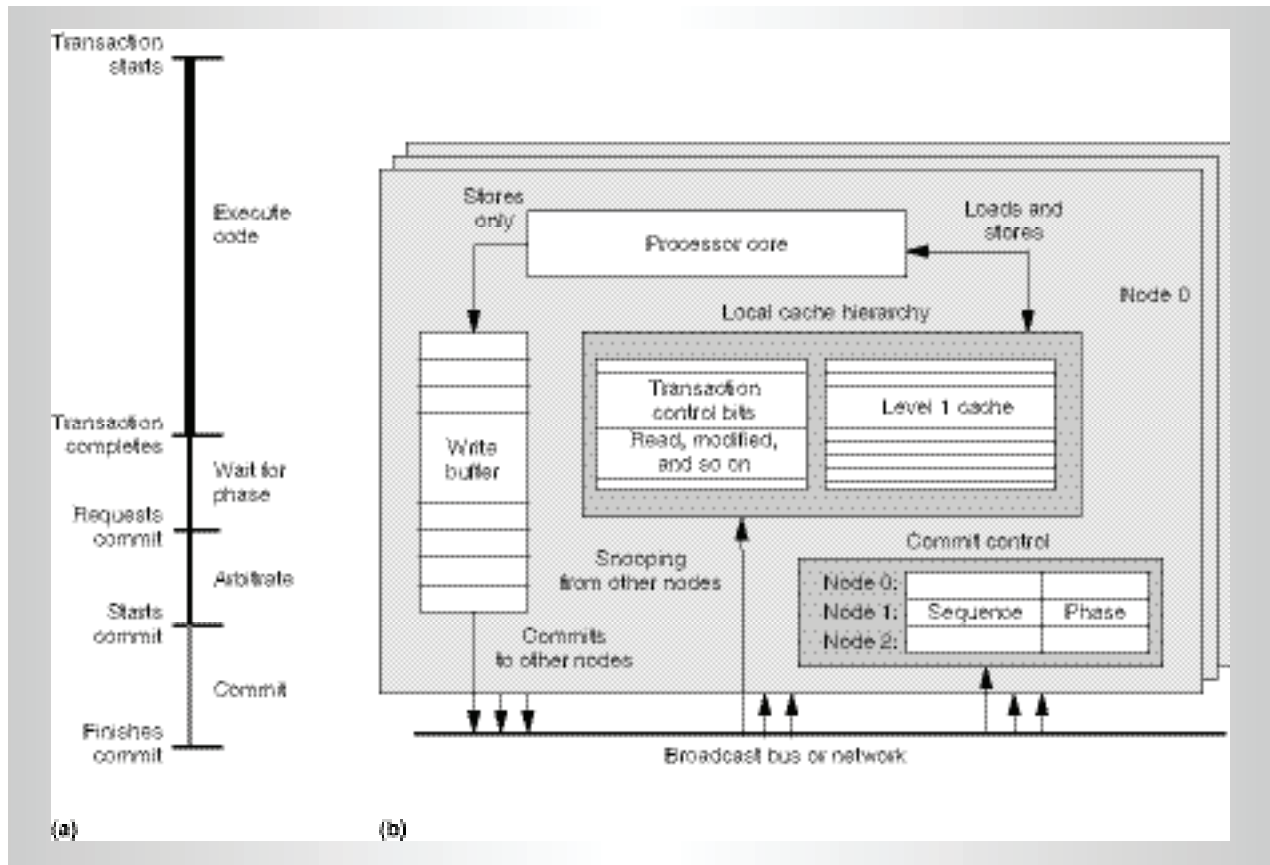 Transaction
starts
Execute
code
Transaction
completes
Wait for
phase
Requests
commit
Arbitrate
Starts
commit
Commit
Finishes
commit
(a)
Stores
only
Processor core
Loads and
stores
Node 0
Local cache hierarchy
Transaction
control bits
Read, modified,
and so on
Level 1 cache
Write
buffer
Snooping
from other nodes
Commit control
Node 0:
Node 1: Sequence Phase
Node 2:
Commits
to other nodes
Broadcast bus or network
(b)